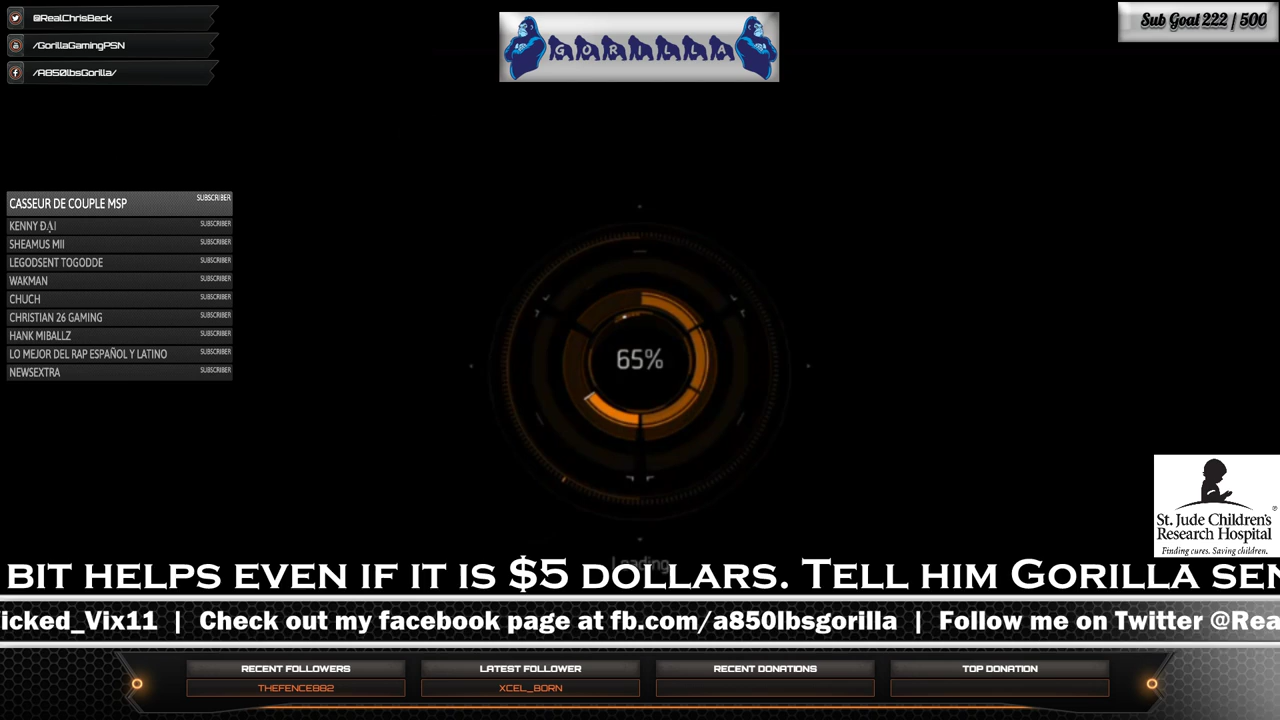 @RealChrisBeck
/GorillaGamingPSN
/A850lbsGorilla/
GORILLA
Sub Goal 222 / 500
CASSEUR DE COUPLE MSP SUBSCRIBER
KENNY ĐẠI SUBSCRIBER
SHEAMUS MII SUBSCRIBER
LEGODSENT TOGODDE SUBSCRIBER
WAKMAN SUBSCRIBER
CHUCH SUBSCRIBER
CHRISTIAN 26 GAMING SUBSCRIBER
HANK MIBALLZ SUBSCRIBER
LO MEJOR DEL RAP ESPAÑOL Y LATINO SUBSCRIBER
NEWSEXTRA SUBSCRIBER
65%
Loading
St. Jude Children's
Research Hospital
®
Finding cures. Saving children.
BIT HELPS EVEN IF IT IS $5 DOLLARS. TELL HIM GORILLA SEN
icked_Vix11 | Check out my facebook page at fb.com/a850lbsgorilla | Follow me on Twitter @Rea
RECENT FOLLOWERS LATEST FOLLOWER RECENT DONATIONS TOP DONATION
THEFENCE882 XCEL_BORN